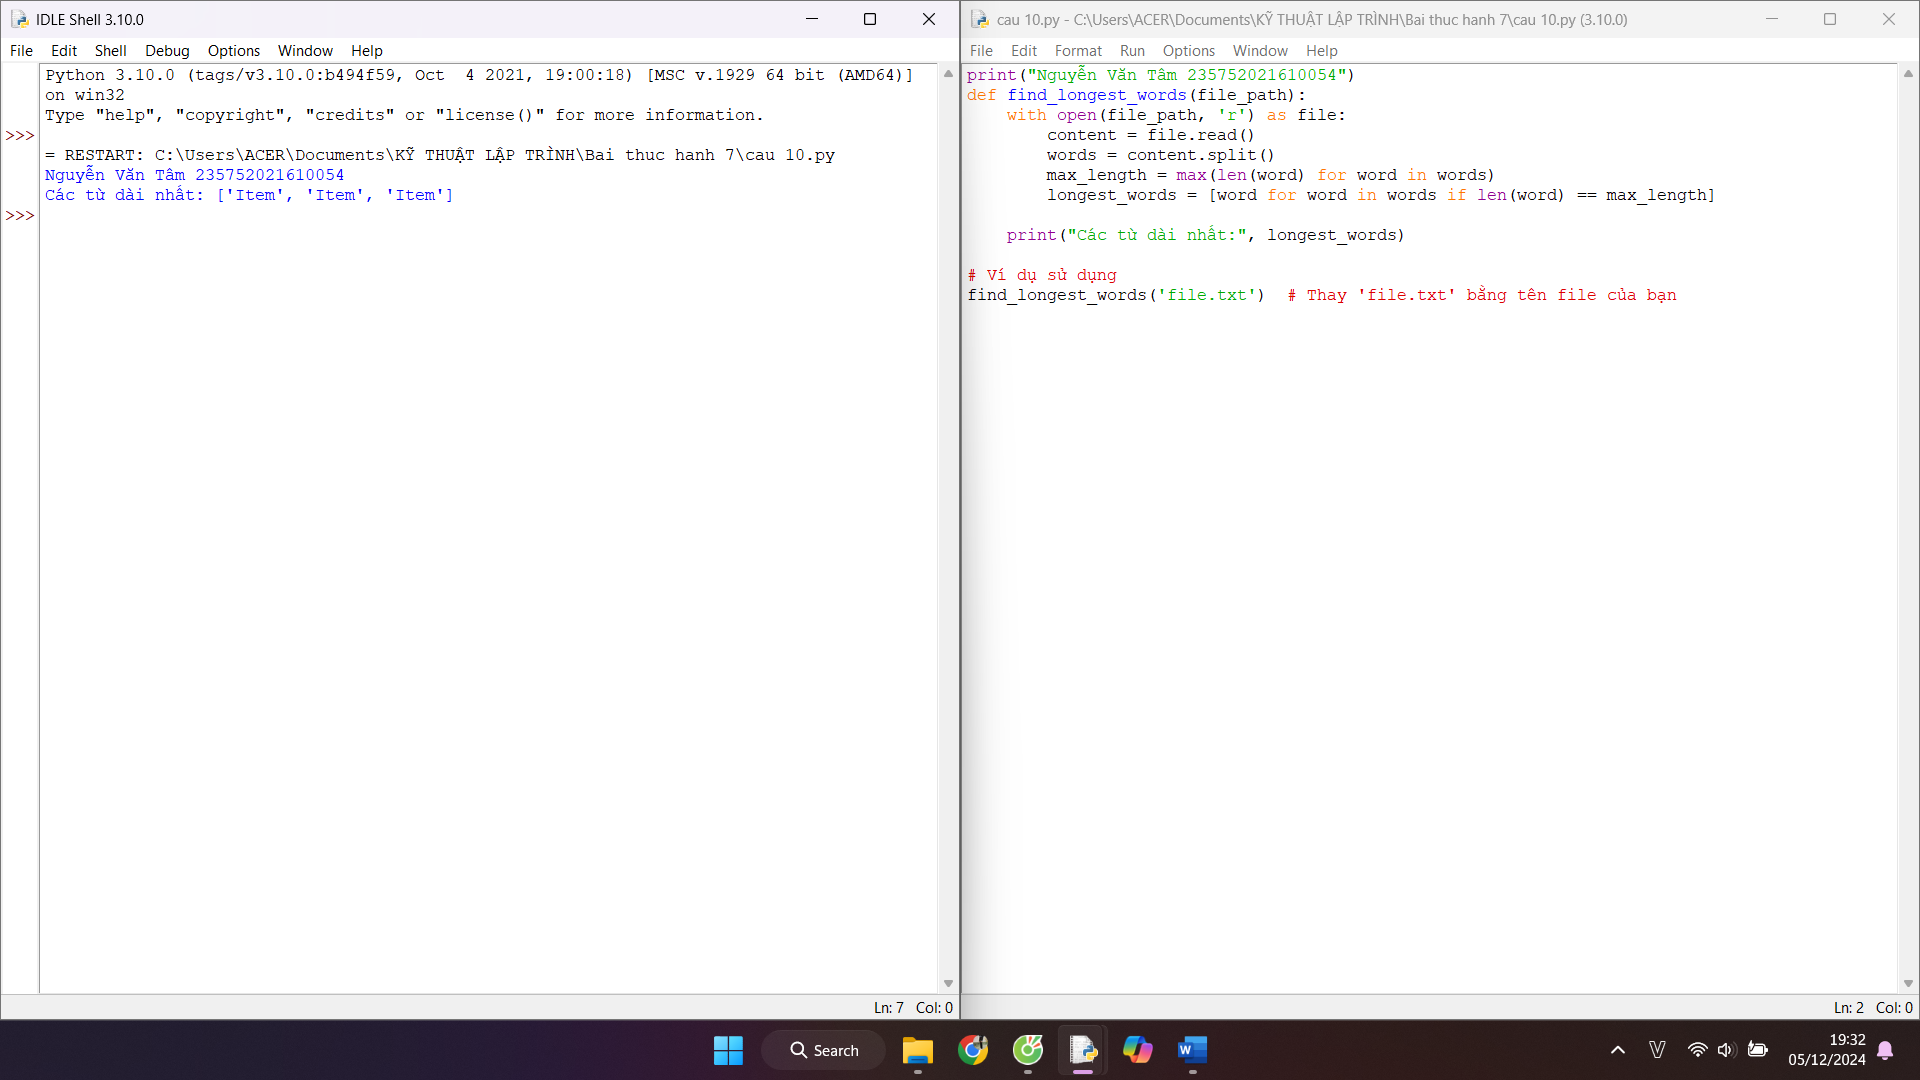 IDLE Shell 3.10.0
File Edit Shell Debug Options Window Help
Python 3.10.0 (tags/v3.10.0:b494f59, Oct  4 2021, 19:00:18) [MSC v.1929 64 bit (AMD64)]
on win32
Type "help", "copyright", "credits" or "license()" for more information.
>>>
= RESTART: C:\Users\ACER\Documents\KỸ THUẬT LẬP TRÌNH\Bai thuc hanh 7\cau 10.py
Nguyễn Văn Tâm 235752021610054
Các từ dài nhất: ['Item', 'Item', 'Item']
>>>
Ln: 7 Col: 0
cau 10.py - C:\Users\ACER\Documents\KỸ THUẬT LẬP TRÌNH\Bai thuc hanh 7\cau 10.py (3.10.0)
File Edit Format Run Options Window Help
print("Nguyễn Văn Tâm 235752021610054")
def find_longest_words(file_path):
    with open(file_path, 'r') as file:
        content = file.read()
        words = content.split()
        max_length = max(len(word) for word in words)
        longest_words = [word for word in words if len(word) == max_length]
    print("Các từ dài nhất:", longest_words)
# Ví dụ sử dụng
find_longest_words('file.txt')  # Thay 'file.txt' bằng tên file của bạn
Ln: 2 Col: 0
Search
19:32
05/12/2024